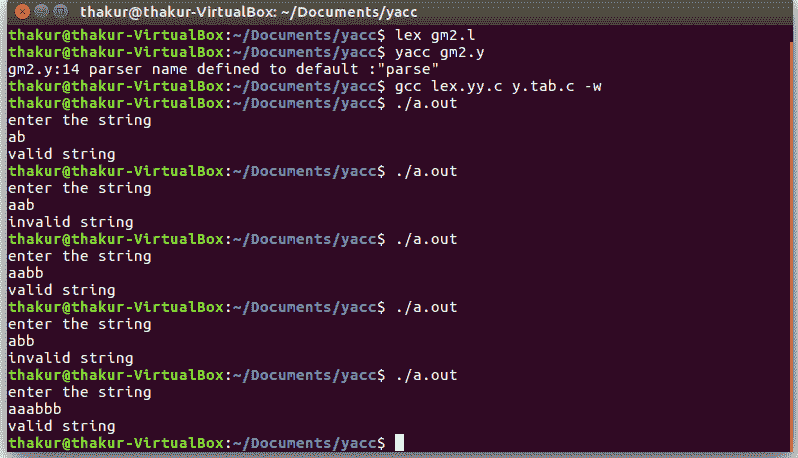 thakur@thakur-VirtualBox: ~/Documents/yacc
thakur@thakur-VirtualBox:~/Documents/yacc$ lex gm2.l
thakur@thakur-VirtualBox:~/Documents/yacc$ yacc gm2.y
gm2.y:14 parser name defined to default :"parse"
thakur@thakur-VirtualBox:~/Documents/yacc$ gcc lex.yy.c y.tab.c -w
thakur@thakur-VirtualBox:~/Documents/yacc$ ./a.out
enter the string
ab
valid string
thakur@thakur-VirtualBox:~/Documents/yacc$ ./a.out
enter the string
aab
invalid string
thakur@thakur-VirtualBox:~/Documents/yacc$ ./a.out
enter the string
aabb
valid string
thakur@thakur-VirtualBox:~/Documents/yacc$ ./a.out
enter the string
abb
invalid string
thakur@thakur-VirtualBox:~/Documents/yacc$ ./a.out
enter the string
aaabbb
valid string
thakur@thakur-VirtualBox:~/Documents/yacc$